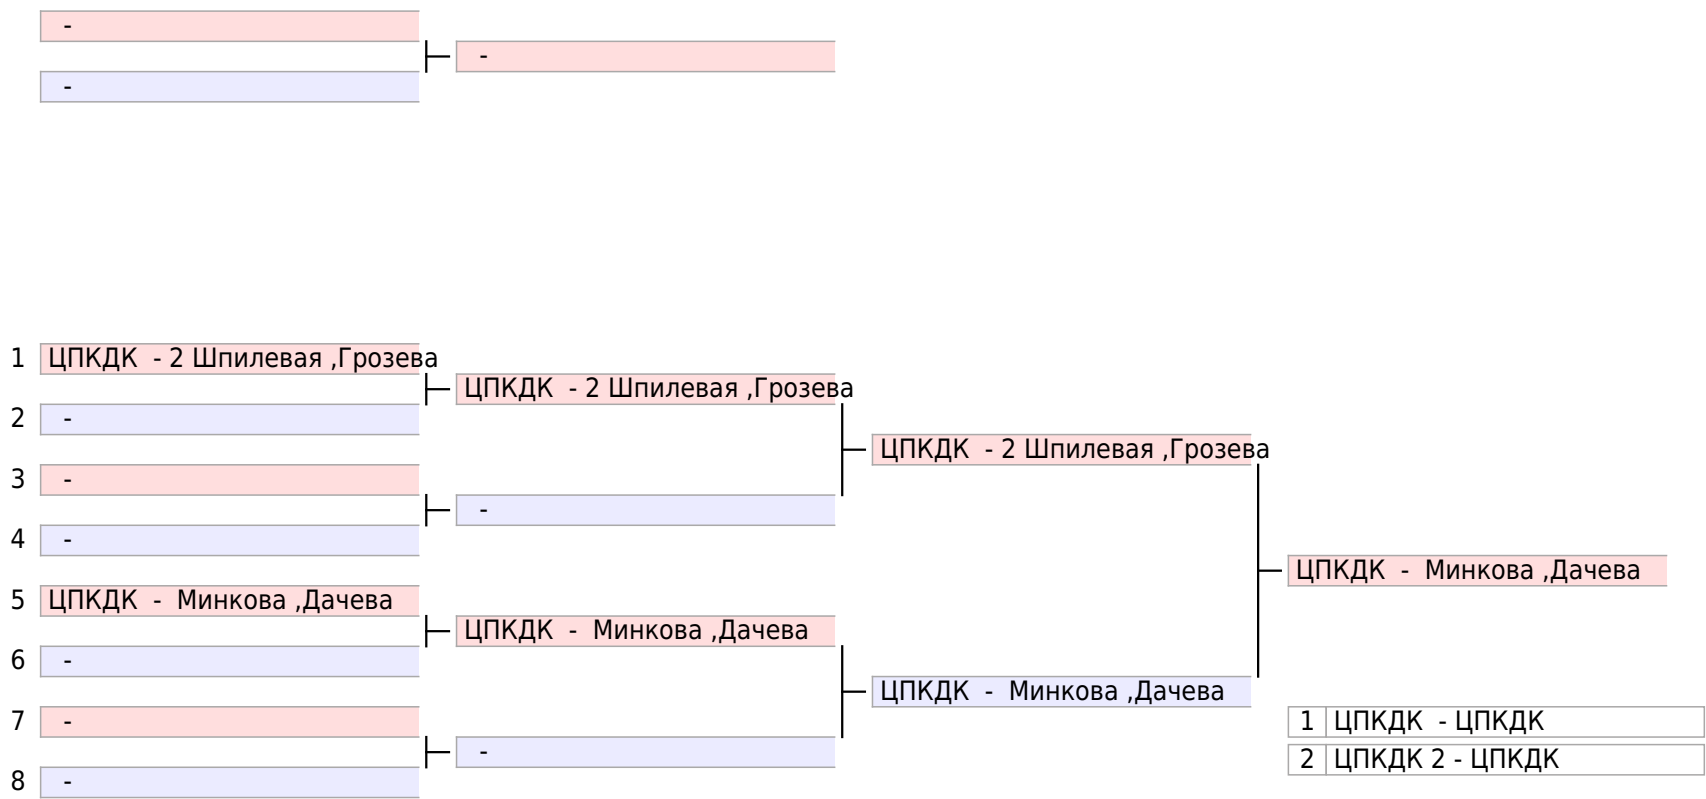 -
-
-
1 ЦПКДК - 2 Шпилевая ,Грозева
ЦПКДК - 2 Шпилевая ,Грозева
2 -
ЦПКДК - 2 Шпилевая ,Грозева
3 -
-
4 -
ЦПКДК - Минкова ,Дачева
5 ЦПКДК - Минкова ,Дачева
ЦПКДК - Минкова ,Дачева
6 -
ЦПКДК - Минкова ,Дачева
7 -
1 ЦПКДК - ЦПКДК
-
2 ЦПКДК 2 - ЦПКДК
8 -